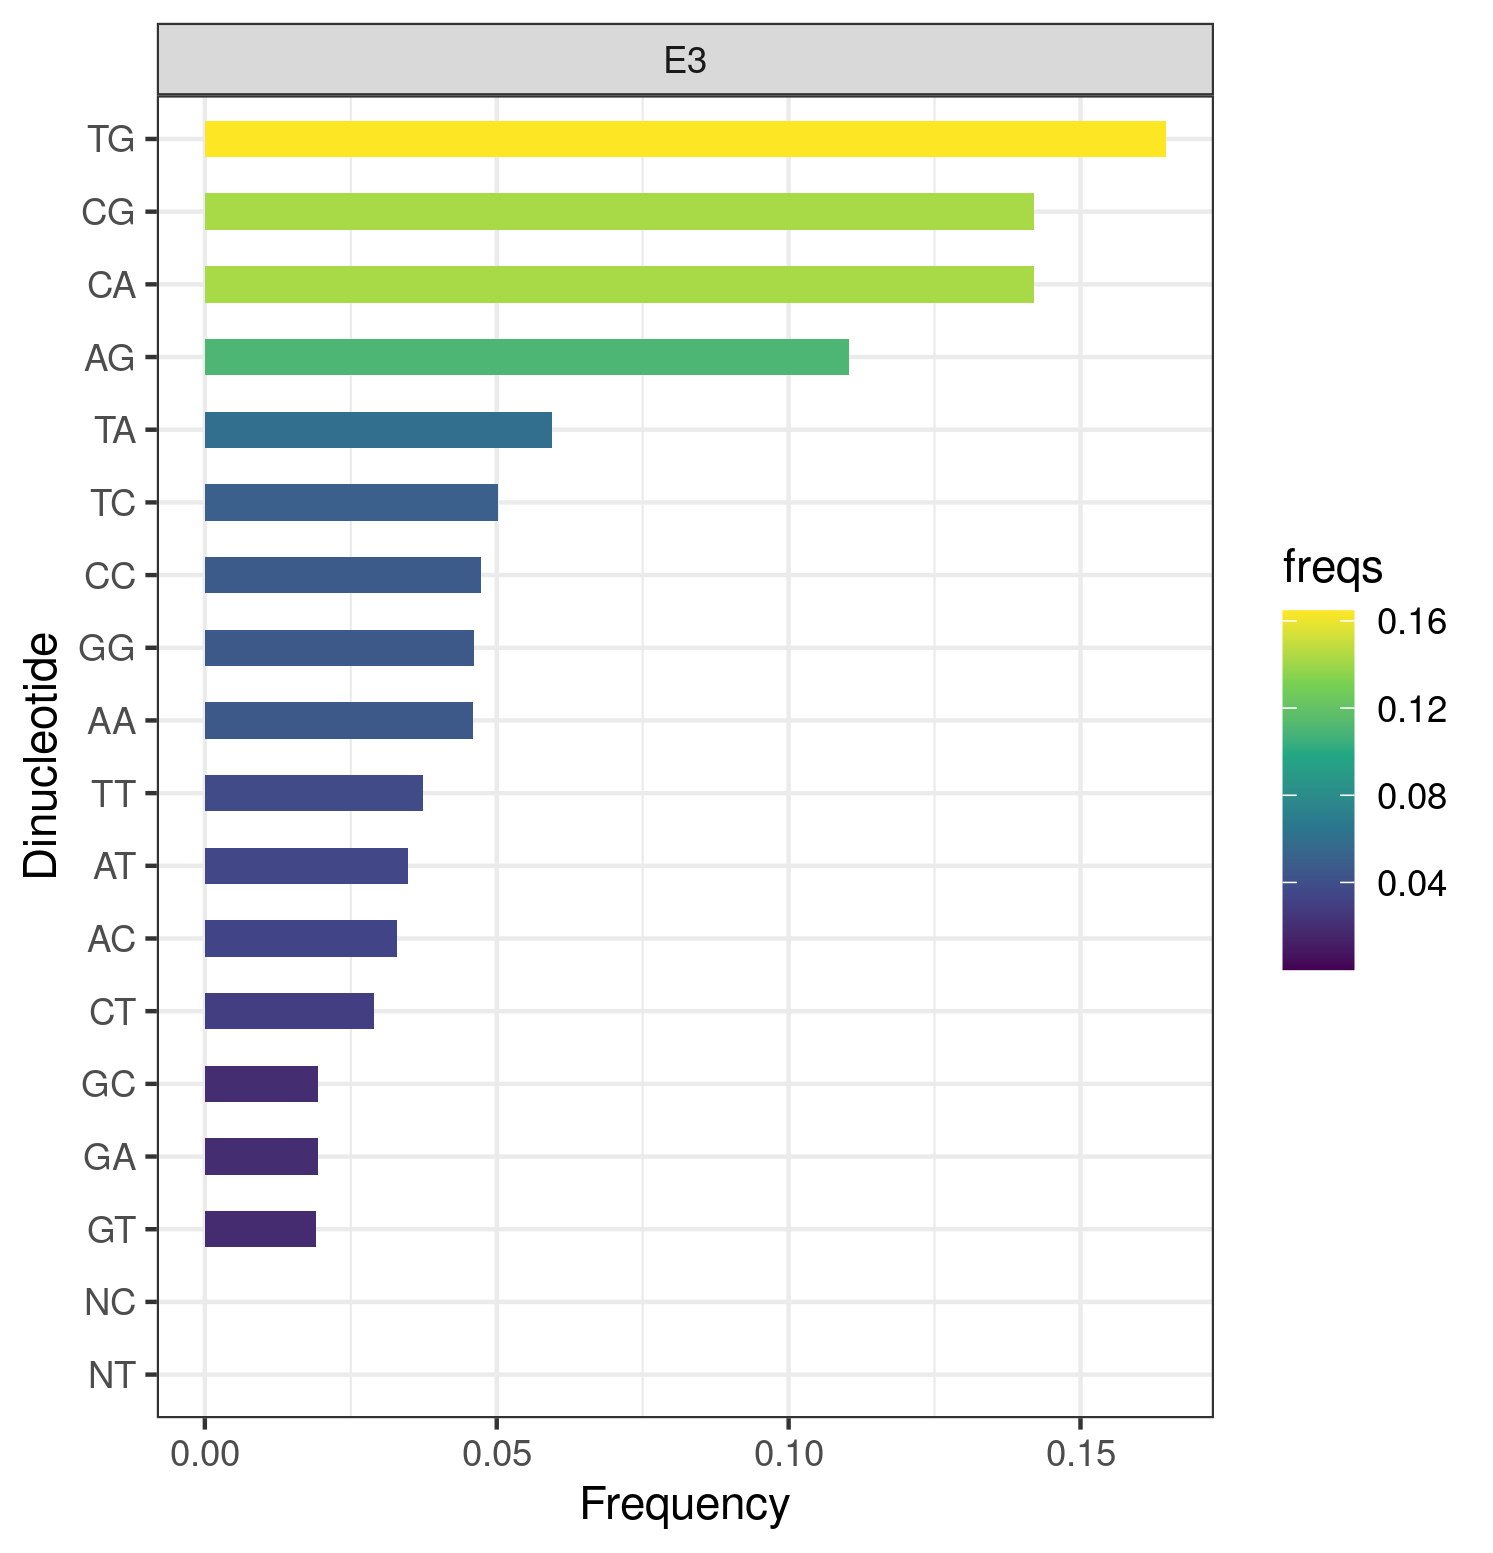 E3
TG
CG
CA
AG
TA
TC
CC
GG
AA
TT
AT
AC
CT
GC
GA
GT
NC
NT
Dinucleotide
0.00 0.05 0.10 0.15
Frequency
freqs
0.16
0.12
0.08
0.04